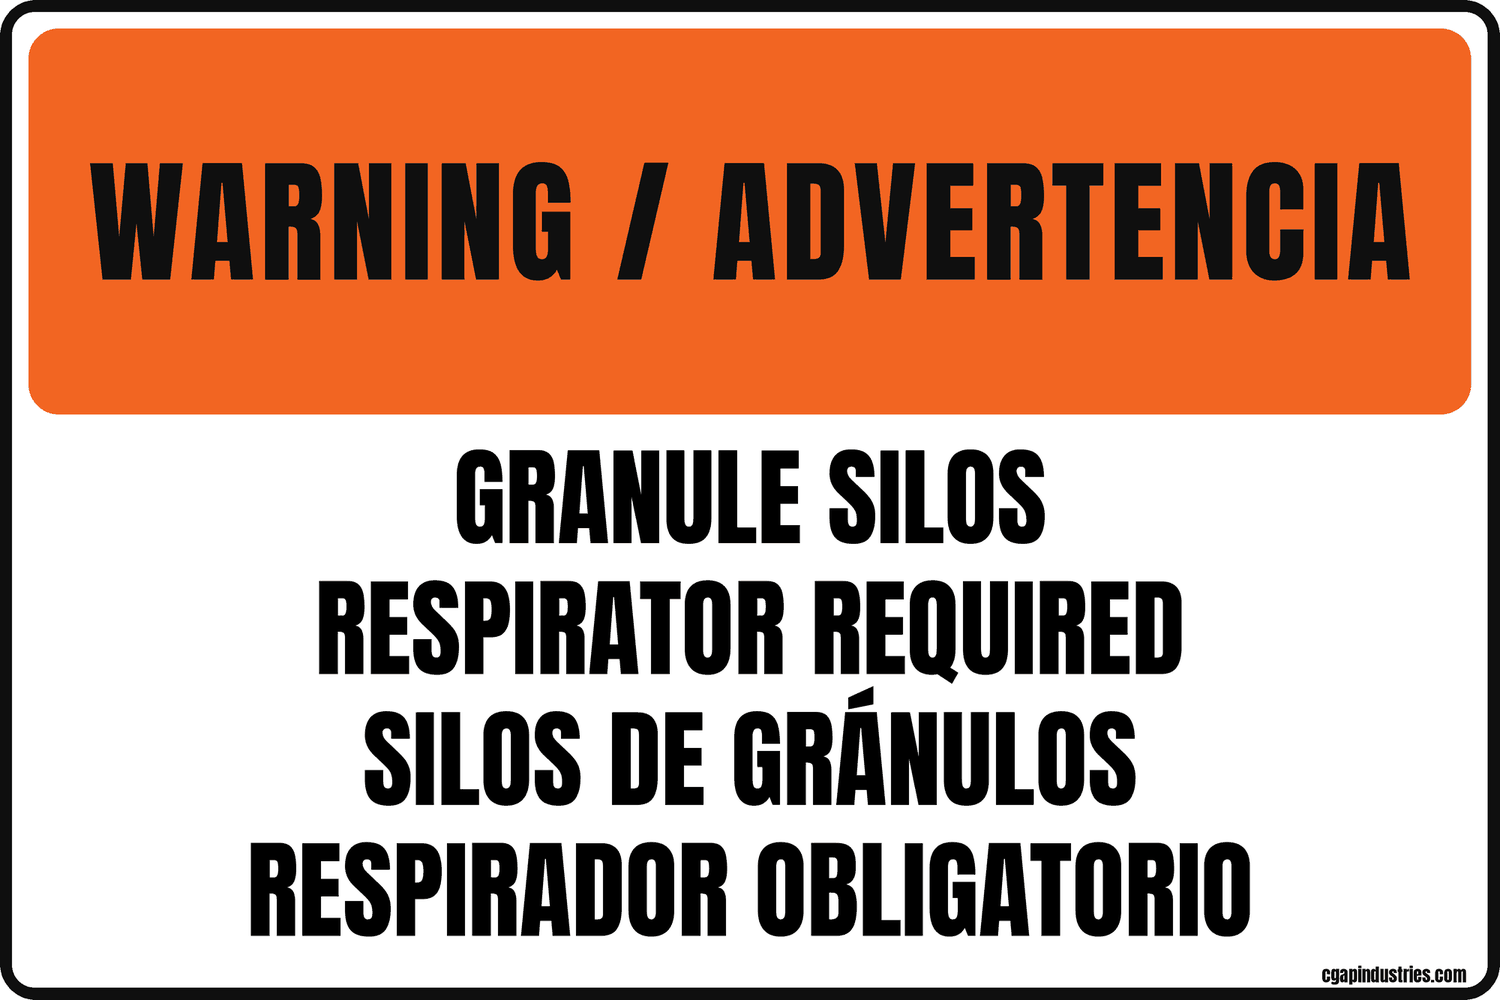 WARNING / ADVERTENCIA
GRANULE SILOS
RESPIRATOR REQUIRED
SILOS DE GRÁNULOS
RESPIRADOR OBLIGATORIO
cgapindustries.com